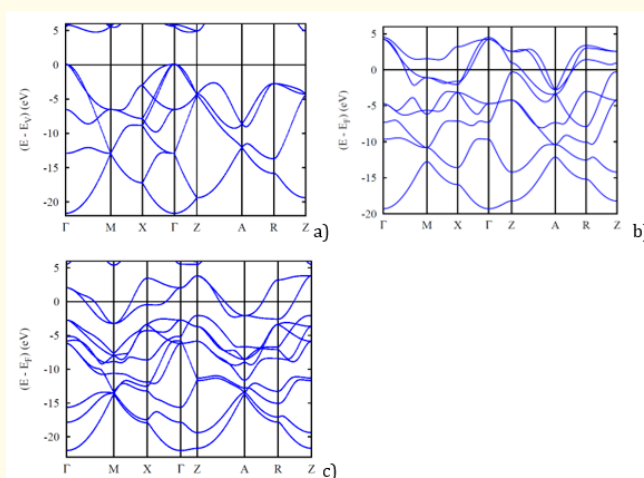 5
0
-5
-10
-15
-20
(E - E_V) (eV)
Γ M X Γ Z A R Z
a)
5
0
-5
-10
-15
-20
(E - E_F) (eV)
Γ M X Γ Z A R Z
b)
5
0
-5
-10
-15
-20
(E - E_F) (eV)
Γ M X Γ Z A R Z
c)